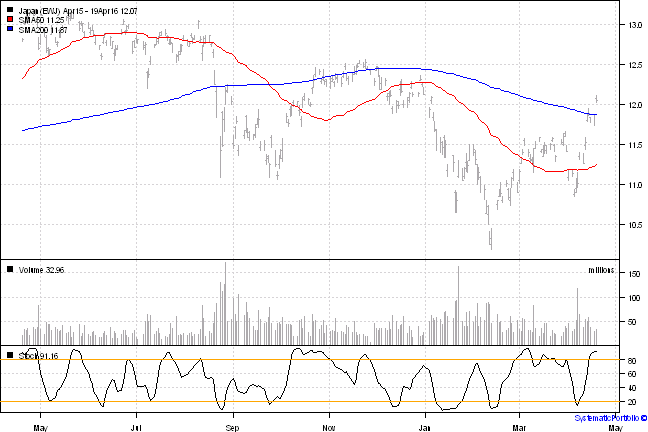 Japan (EWJ) Apr15 - 19Apr16 12.07
SMA50 11.25
SMA200 11.87
13.0
12.5
12.0
11.5
11.0
10.5
Volume 32.96
millions
150
100
50
Stoch 91.16
80
60
40
20
May Jul Sep Nov Jan Mar May
SystematicPortfolio ©